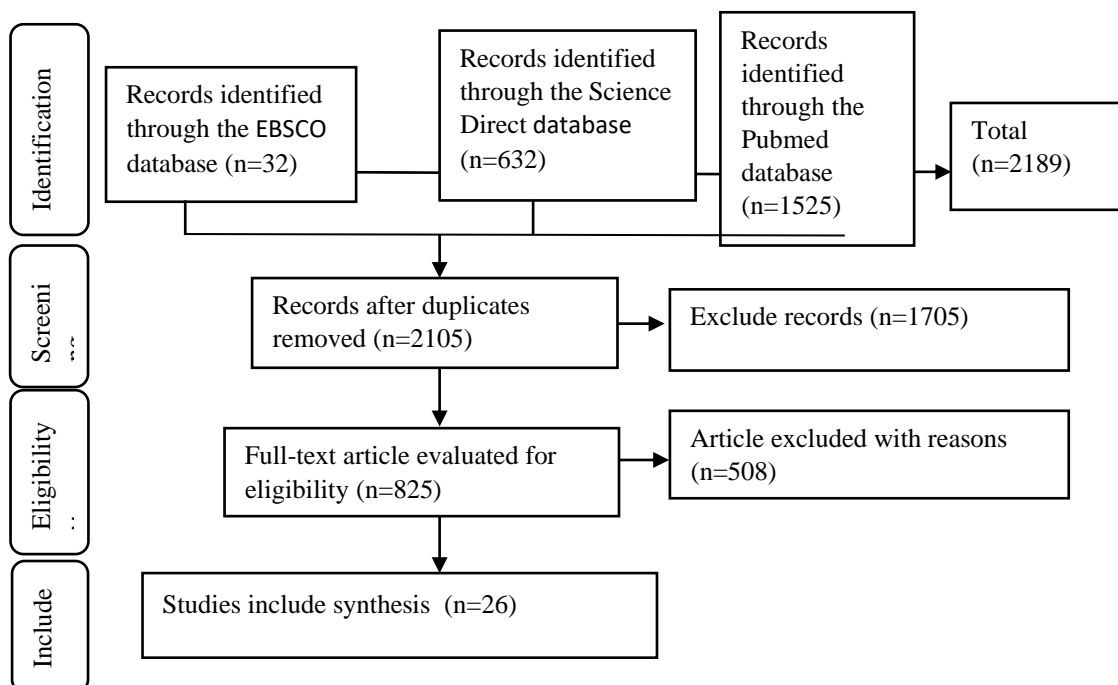 Identification
Records identified
through the EBSCO
database (n=32)
Records identified
through the Science
Direct database
(n=632)
Records
identified
through the
Pubmed
database
(n=1525)
Total
(n=2189)
Screeni
Records after duplicates
removed (n=2105)
Exclude records (n=1705)
Eligibility
Full-text article evaluated for
eligibility (n=825)
Article excluded with reasons
(n=508)
Include
Studies include synthesis (n=26)